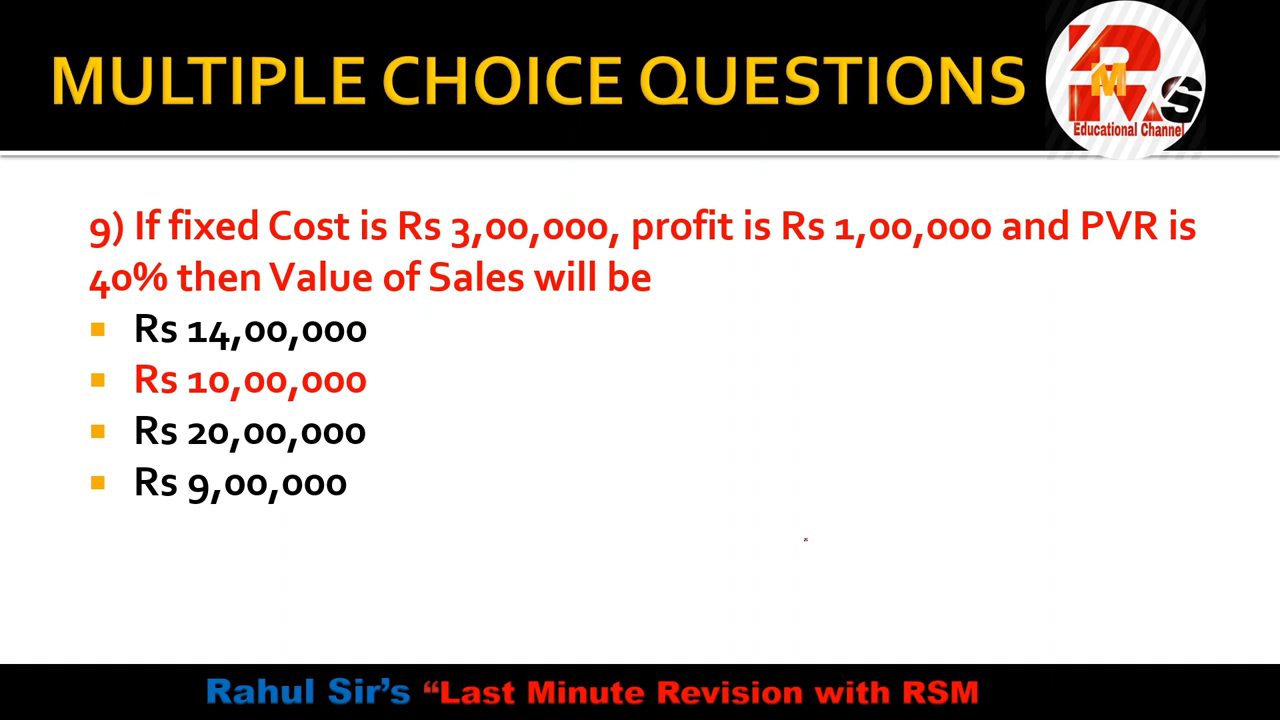 MULTIPLE CHOICE QUESTIONS
RMS
Educational Channel
9) If fixed Cost is Rs 3,00,000, profit is Rs 1,00,000 and PVR is
40% then Value of Sales will be
Rs 14,00,000
Rs 10,00,000
Rs 20,00,000
Rs 9,00,000
Rahul Sir's “Last Minute Revision with RSM